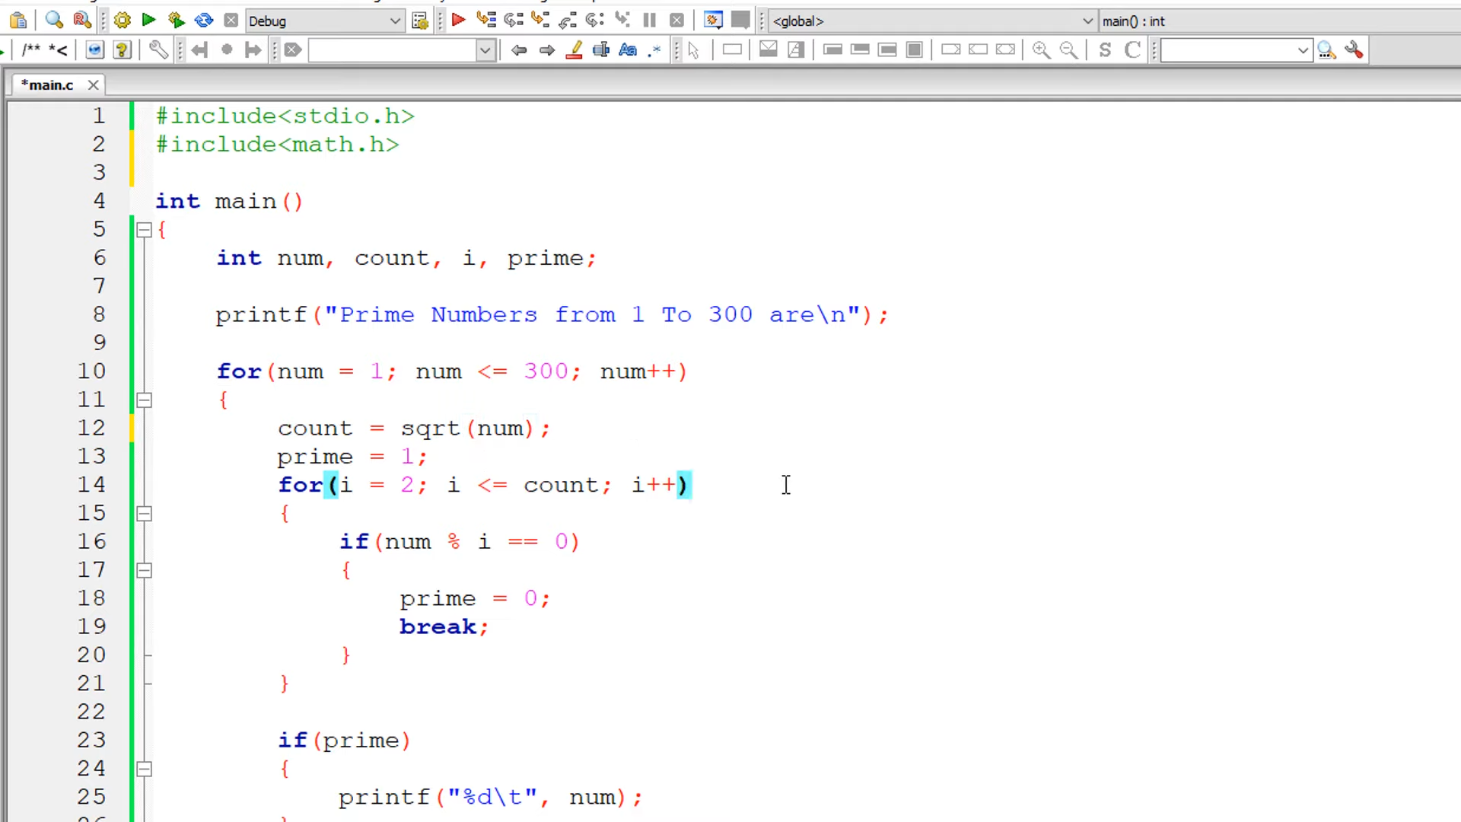 Debug
<global>
main() : int
/** *<
Aa
.*
S
C
*main.c
1 #include<stdio.h>
2 #include<math.h>
3
4 int main()
5 {
6 int num, count, i, prime;
7
8 printf("Prime Numbers from 1 To 300 are\n");
9
10 for(num = 1; num <= 300; num++)
11 {
12 count = sqrt(num);
13 prime = 1;
14 for(i = 2; i <= count; i++)
15 {
16 if(num % i == 0)
17 {
18 prime = 0;
19 break;
20 }
21 }
22
23 if(prime)
24 {
25 printf("%d\t", num);